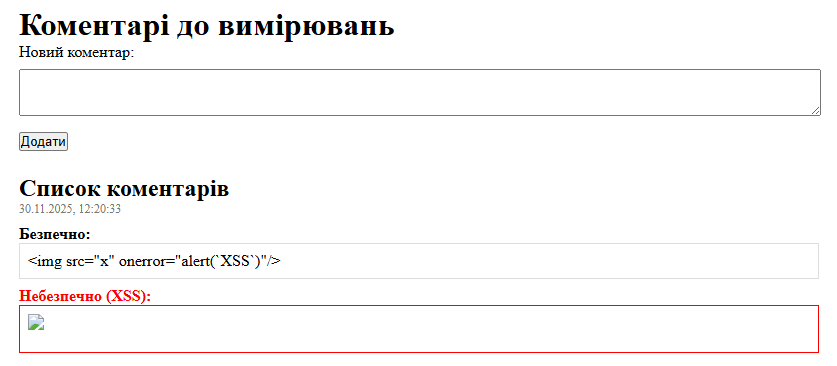 Коментарі до вимірювань
Новий коментар:
Додати
Список коментарів
30.11.2025, 12:20:33
Безпечно:
<img src="x" onerror="alert(`XSS`)"/>
Небезпечно (XSS):